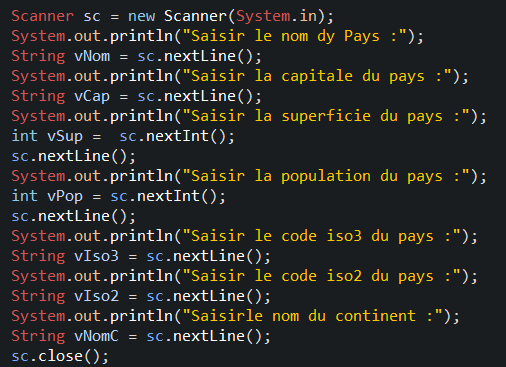 Scanner sc = new Scanner(System.in);
System.out.println("Saisir le nom dy Pays :");
String vNom = sc.nextLine();
System.out.println("Saisir la capitale du pays :");
String vCap = sc.nextLine();
System.out.println("Saisir la superficie du pays :");
int vSup =  sc.nextInt();
sc.nextLine();
System.out.println("Saisir la population du pays :");
int vPop = sc.nextInt();
sc.nextLine();
System.out.println("Saisir le code iso3 du pays :");
String vIso3 = sc.nextLine();
System.out.println("Saisir le code iso2 du pays :");
String vIso2 = sc.nextLine();
System.out.println("Saisirle nom du continent :");
String vNomC = sc.nextLine();
sc.close();